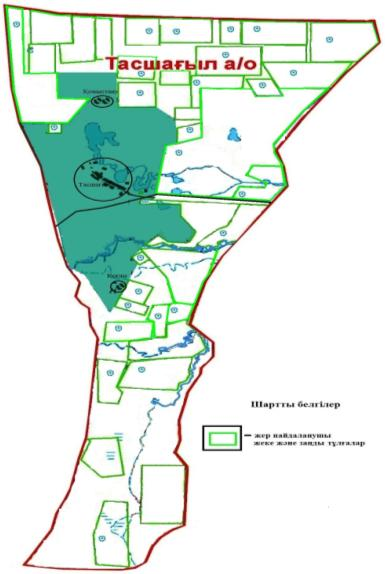 Тасшағыл а/о
Шартты белгілер
жер пайдаланушы
жеке және заңды тұлғалар